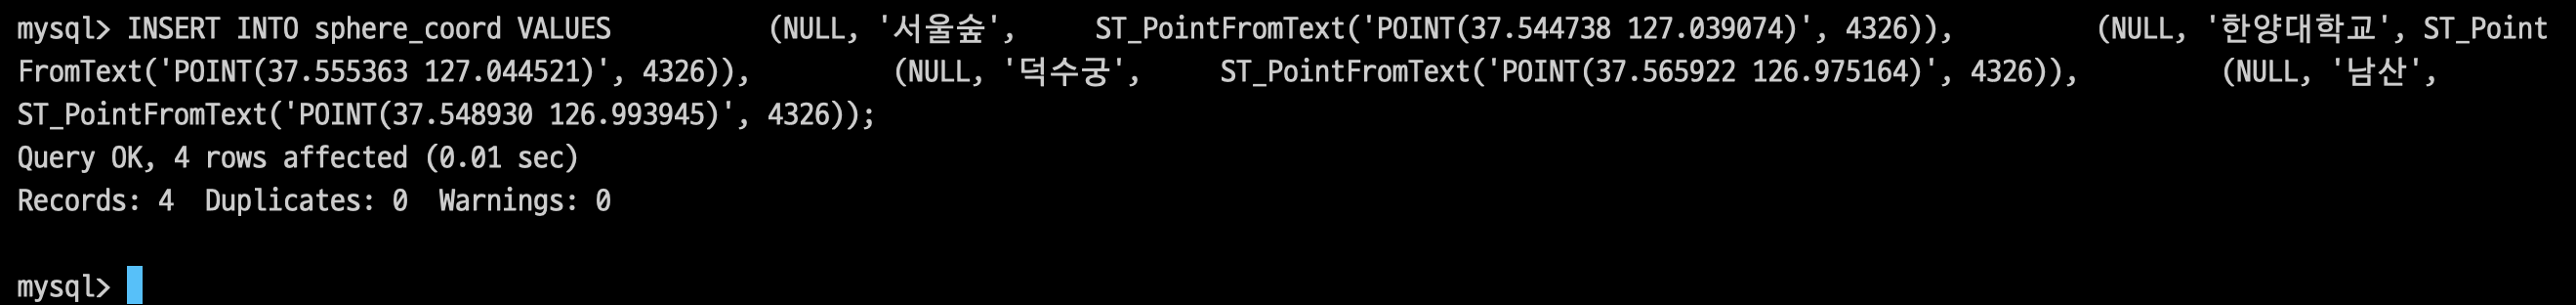 mysql> INSERT INTO sphere_coord VALUES          (NULL, '서울숲',     ST_PointFromText('POINT(37.544738 127.039074)', 4326)),         (NULL, '한양대학교', ST_Point
FromText('POINT(37.555363 127.044521)', 4326)),         (NULL, '덕수궁',     ST_PointFromText('POINT(37.565922 126.975164)', 4326)),         (NULL, '남산',
ST_PointFromText('POINT(37.548930 126.993945)', 4326));
Query OK, 4 rows affected (0.01 sec)
Records: 4  Duplicates: 0  Warnings: 0
mysql>